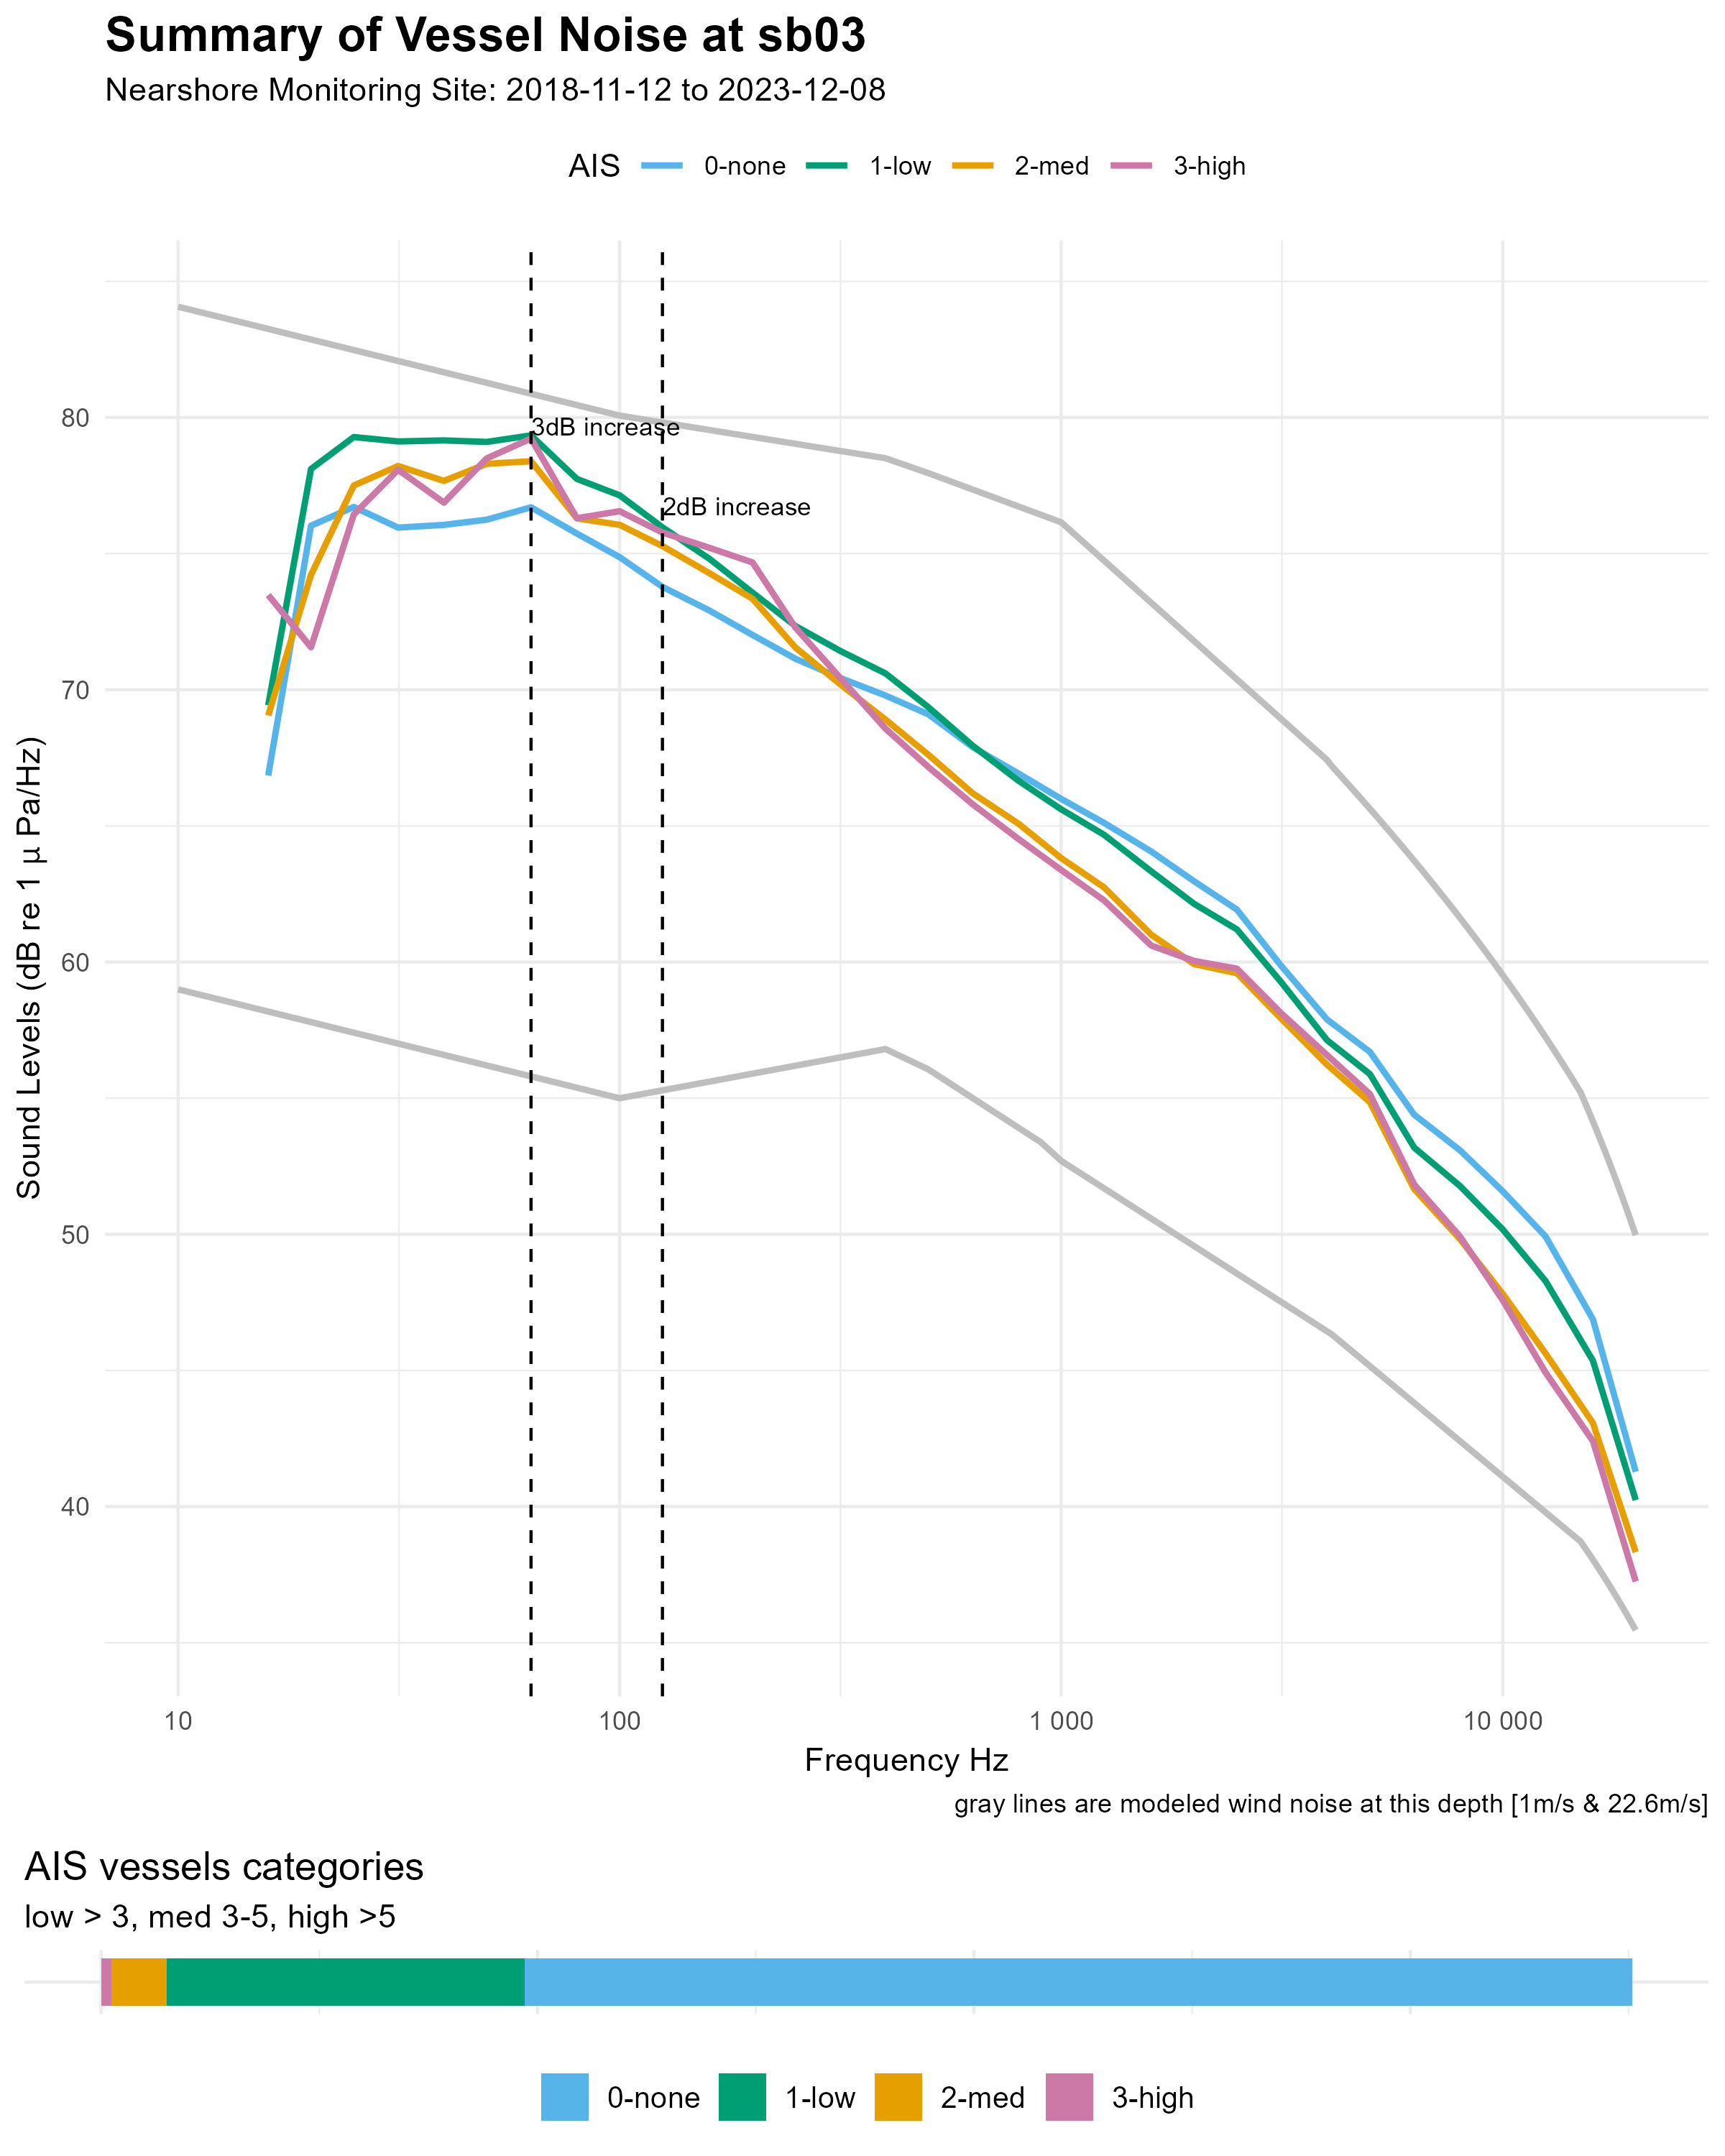 Summary of Vessel Noise at sb03
Nearshore Monitoring Site: 2018-11-12 to 2023-12-08
AIS 0-none 1-low 2-med 3-high
Sound Levels (dB re 1 µ Pa/Hz)
80
70
60
50
40
3dB increase
2dB increase
10 100 1 000 10 000
Frequency Hz
gray lines are modeled wind noise at this depth [1m/s & 22.6m/s]
AIS vessels categories
low > 3, med 3-5, high >5
0-none 1-low 2-med 3-high